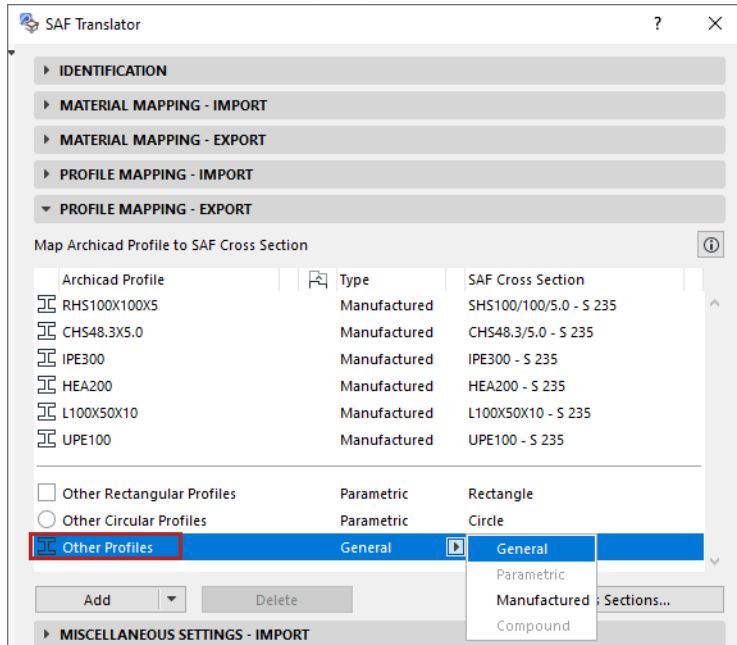 SAF Translator ?
IDENTIFICATION
MATERIAL MAPPING - IMPORT
MATERIAL MAPPING - EXPORT
PROFILE MAPPING - IMPORT
PROFILE MAPPING - EXPORT
Map Archicad Profile to SAF Cross Section
Archicad Profile Type SAF Cross Section
RHS100X100X5 Manufactured SHS100/100/5.0 - S 235
CHS48.3X5.0 Manufactured CHS48.3/5.0 - S 235
IPE300 Manufactured IPE300 - S 235
HEA200 Manufactured HEA200 - S 235
L100X50X10 Manufactured L100X50X10 - S 235
UPE100 Manufactured UPE100 - S 235
Other Rectangular Profiles Parametric Rectangle
Other Circular Profiles Parametric Circle
Other Profiles General General
Parametric
Add Delete Manufactured Sections...
Compound
MISCELLANEOUS SETTINGS - IMPORT